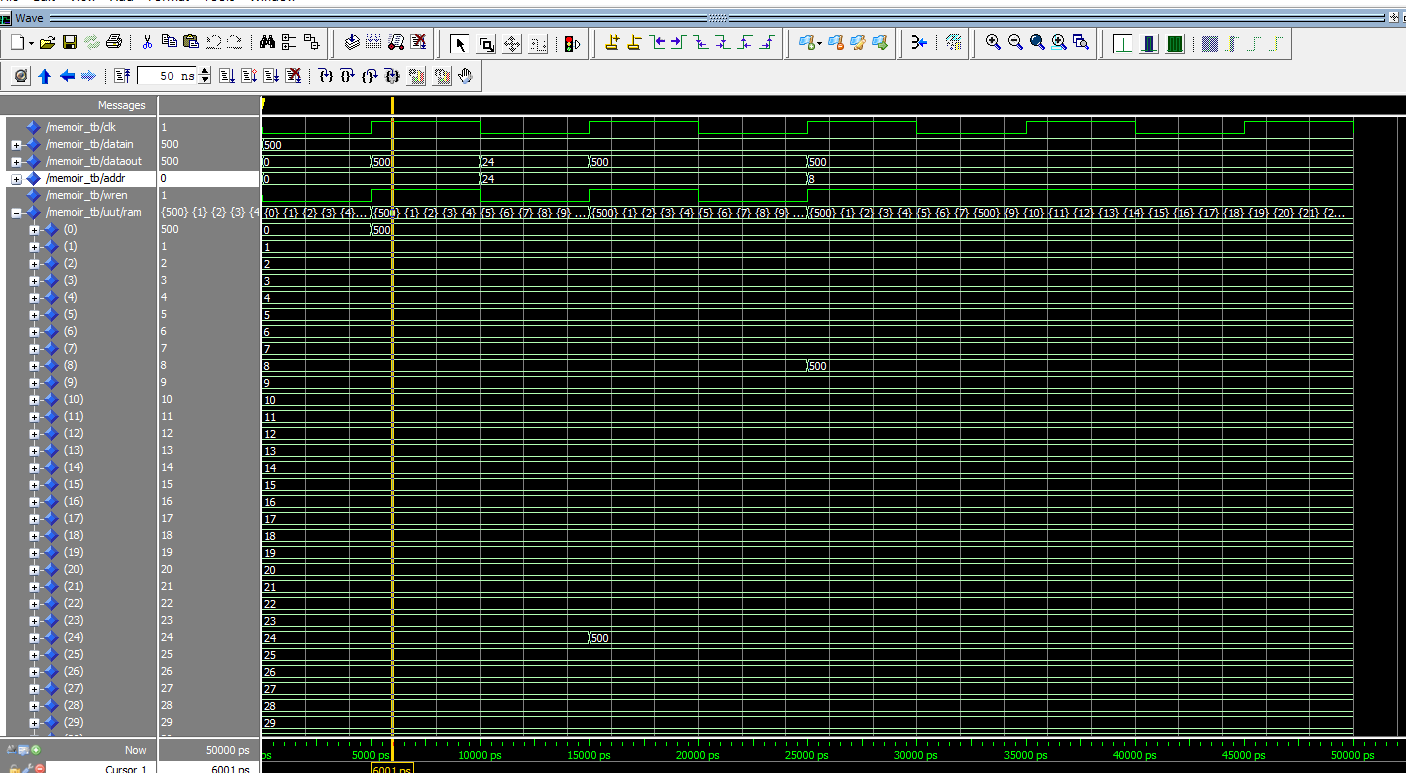 Wave
50 ns
Messages
/memoir_tb/clk 1
/memoir_tb/datain 500 500
/memoir_tb/dataout 500 0 500 24 500 500
/memoir_tb/addr 0 0 24 8
/memoir_tb/wren 1
/memoir_tb/uut/ram {500} {1} {2} {3} {4 {0} {1} {2} {3} {4}... {500} {1} {2} {3} {4} {5} {6} {7} {8} {9} ... {500} {1} {2} {3} {4} {5} {6} {7} {8} {9} ... {500} {1} {2} {3} {4} {5} {6} {7} {500} {9} {10} {11} {12} {13} {14} {15} {16} {17} {18} {19} {20} {21} {2...
(0) 500 0 500
(1) 1 1
(2) 2 2
(3) 3 3
(4) 4 4
(5) 5 5
(6) 6 6
(7) 7 7
(8) 8 8 500
(9) 9 9
(10) 10 10
(11) 11 11
(12) 12 12
(13) 13 13
(14) 14 14
(15) 15 15
(16) 16 16
(17) 17 17
(18) 18 18
(19) 19 19
(20) 20 20
(21) 21 21
(22) 22 22
(23) 23 23
(24) 24 24 500
(25) 25 25
(26) 26 26
(27) 27 27
(28) 28 28
(29) 29 29
Now 50000 ps ps 5000 ps 10000 ps 15000 ps 20000 ps 25000 ps 30000 ps 35000 ps 40000 ps 45000 ps 50000 ps
Cursor 1 6001 ps 6001 ps